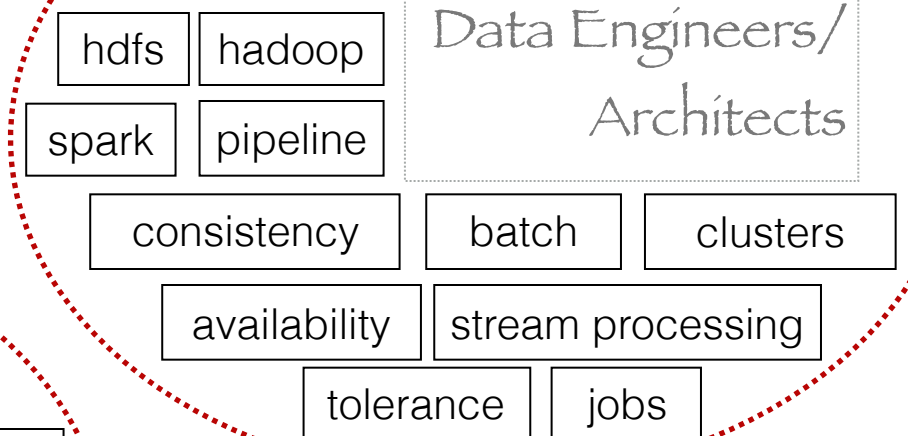 Data Engineers/
Architects
hdfs
hadoop
spark
pipeline
consistency
batch
clusters
availability
stream processing
tolerance
jobs